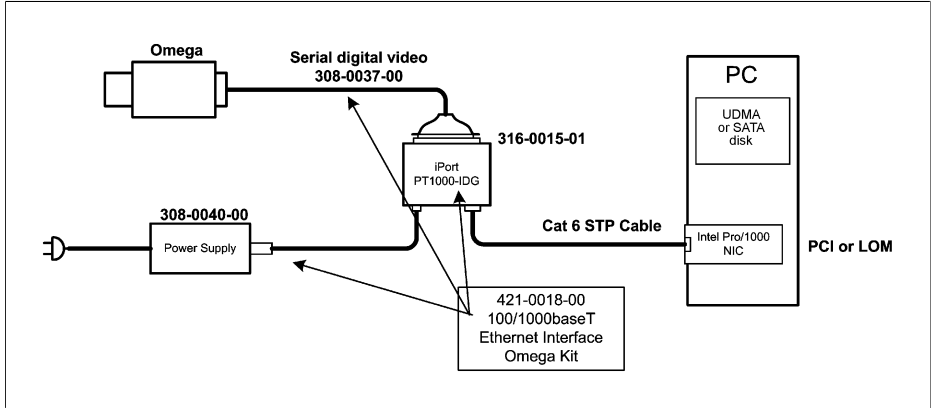 Omega
Serial digital video
308-0037-00
PC
UDMA
or SATA
disk
316-0015-01
iPort
PT1000-IDG
308-0040-00
Power Supply
Cat 6 STP Cable
Intel Pro/1000
NIC
PCI or LOM
421-0018-00
100/1000baseT
Ethernet Interface
Omega Kit